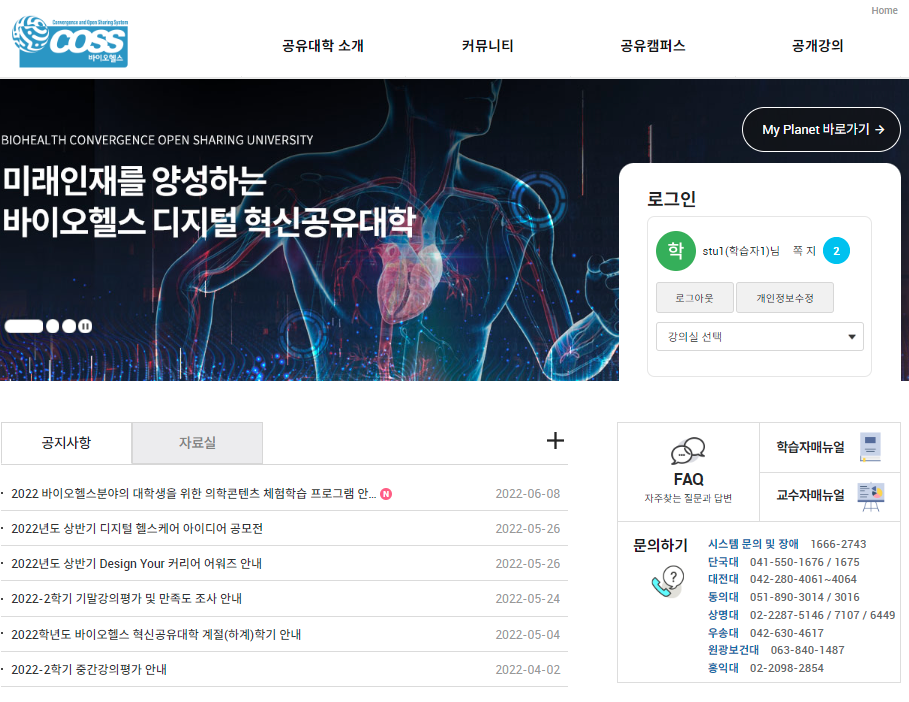 Home
Convergence and Open Sharing System
COSS
바이오헬스
공유대학 소개
커뮤니티
공유캠퍼스
공개강의
BIOHEALTH CONVERGENCE OPEN SHARING UNIVERSITY
미래인재를 양성하는
바이오헬스 디지털 혁신공유대학
My Planet 바로가기 →
로그인
학 stu1(학습자1)님 쪽 지 2
로그아웃 개인정보수정
강의실 선택
공지사항 자료실 +
· 2022 바이오헬스분야의 대학생을 위한 의학콘텐츠 체험학습 프로그램 안... N 2022-06-08
· 2022년도 상반기 디지털 헬스케어 아이디어 공모전 2022-05-26
· 2022년도 상반기 Design Your 커리어 어워즈 안내 2022-05-26
· 2022-2학기 기말강의평가 및 만족도 조사 안내 2022-05-24
· 2022학년도 바이오헬스 혁신공유대학 계절(하계)학기 안내 2022-05-04
· 2022-2학기 중간강의평가 안내 2022-04-02
FAQ
자주찾는 질문과 답변
학습자매뉴얼
교수자매뉴얼
문의하기
시스템 문의 및 장애 1666-2743
단국대 041-550-1676 / 1675
대전대 042-280-4061~4064
동의대 051-890-3014 / 3016
상명대 02-2287-5146 / 7107 / 6449
우송대 042-630-4617
원광보건대 063-840-1487
홍익대 02-2098-2854